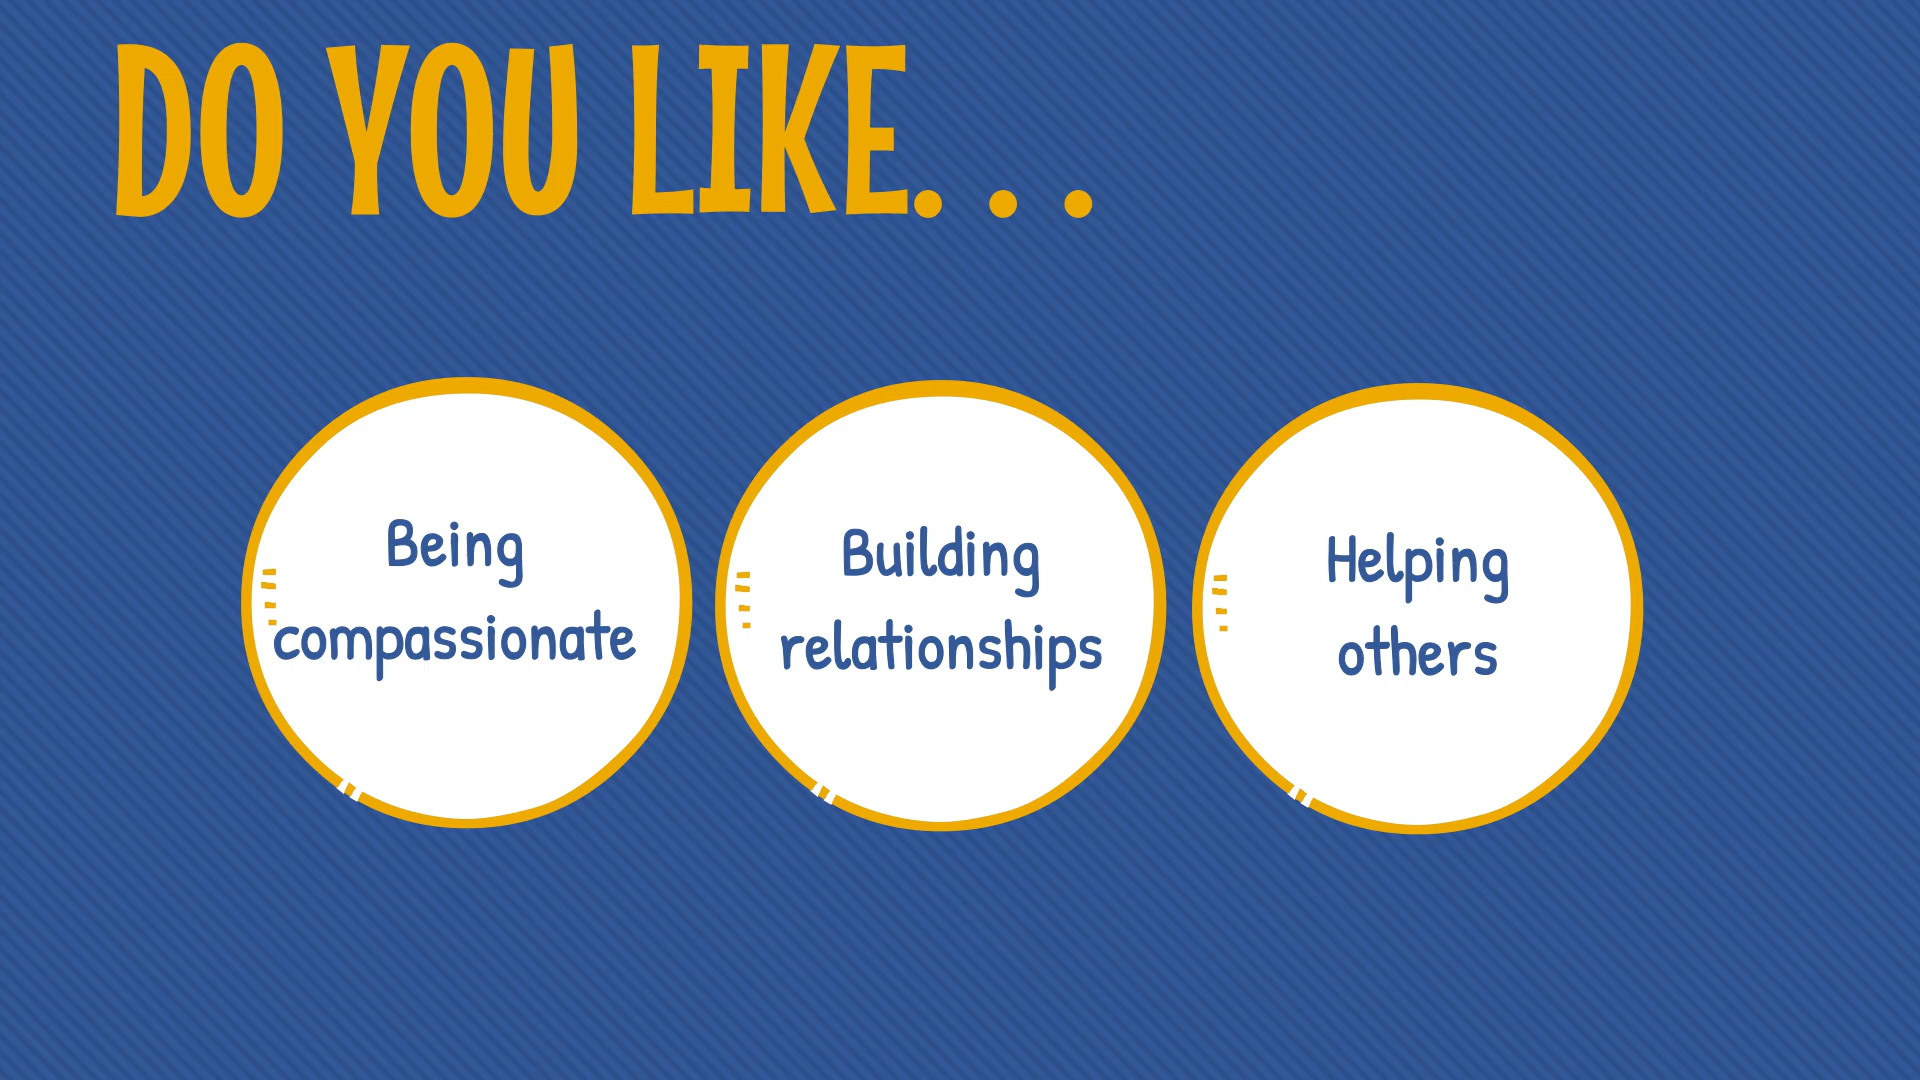 DO YOU LIKE. . .
Being
compassionate
Building
relationships
Helping
others